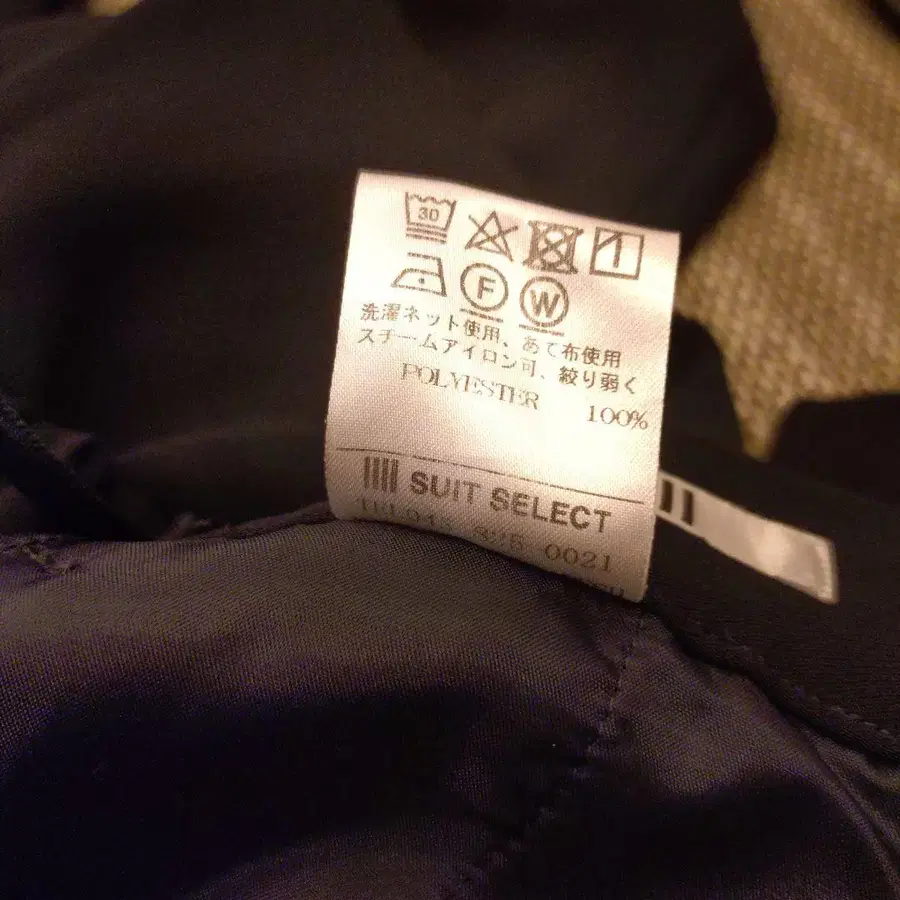 30
F W
洗濯ネット使用、あて布使用
スチームアイロン可、絞り弱く
POLYESTER 100%
SUIT SELECT
0021